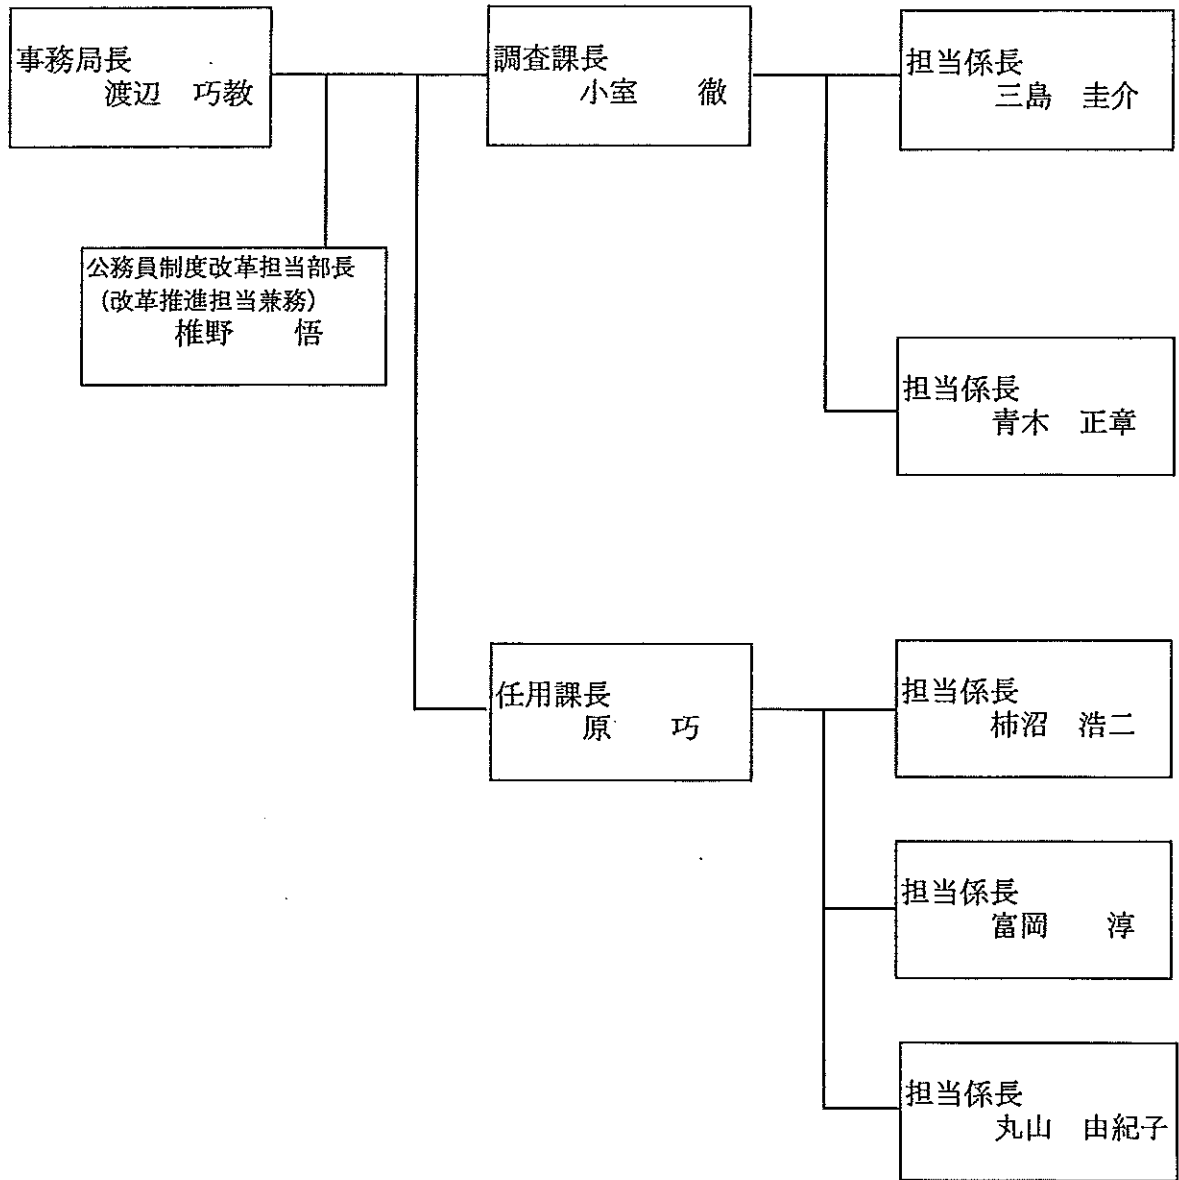 事務局長
渡辺　巧教
調査課長
小室　　徹
担当係長
三島　圭介
公務員制度改革担当部長
(改革推進担当兼務)
椎野　　悟
担当係長
青木　正章
任用課長
原　　巧
担当係長
柿沼　浩二
担当係長
富岡　　淳
担当係長
丸山　由紀子